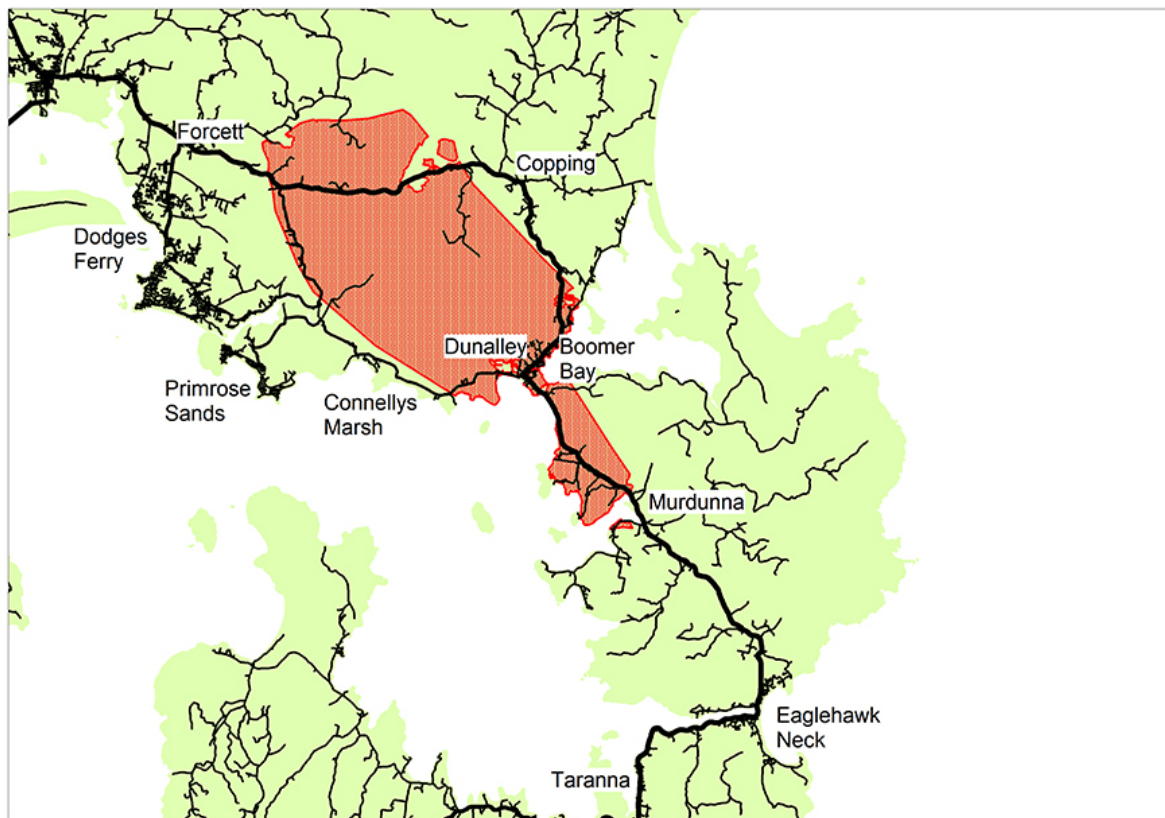 Forcett
Copping
Dodges
Ferry
Dunalley
Boomer
Bay
Primrose
Sands
Connellys
Marsh
Murdunna
Eaglehawk
Neck
Taranna